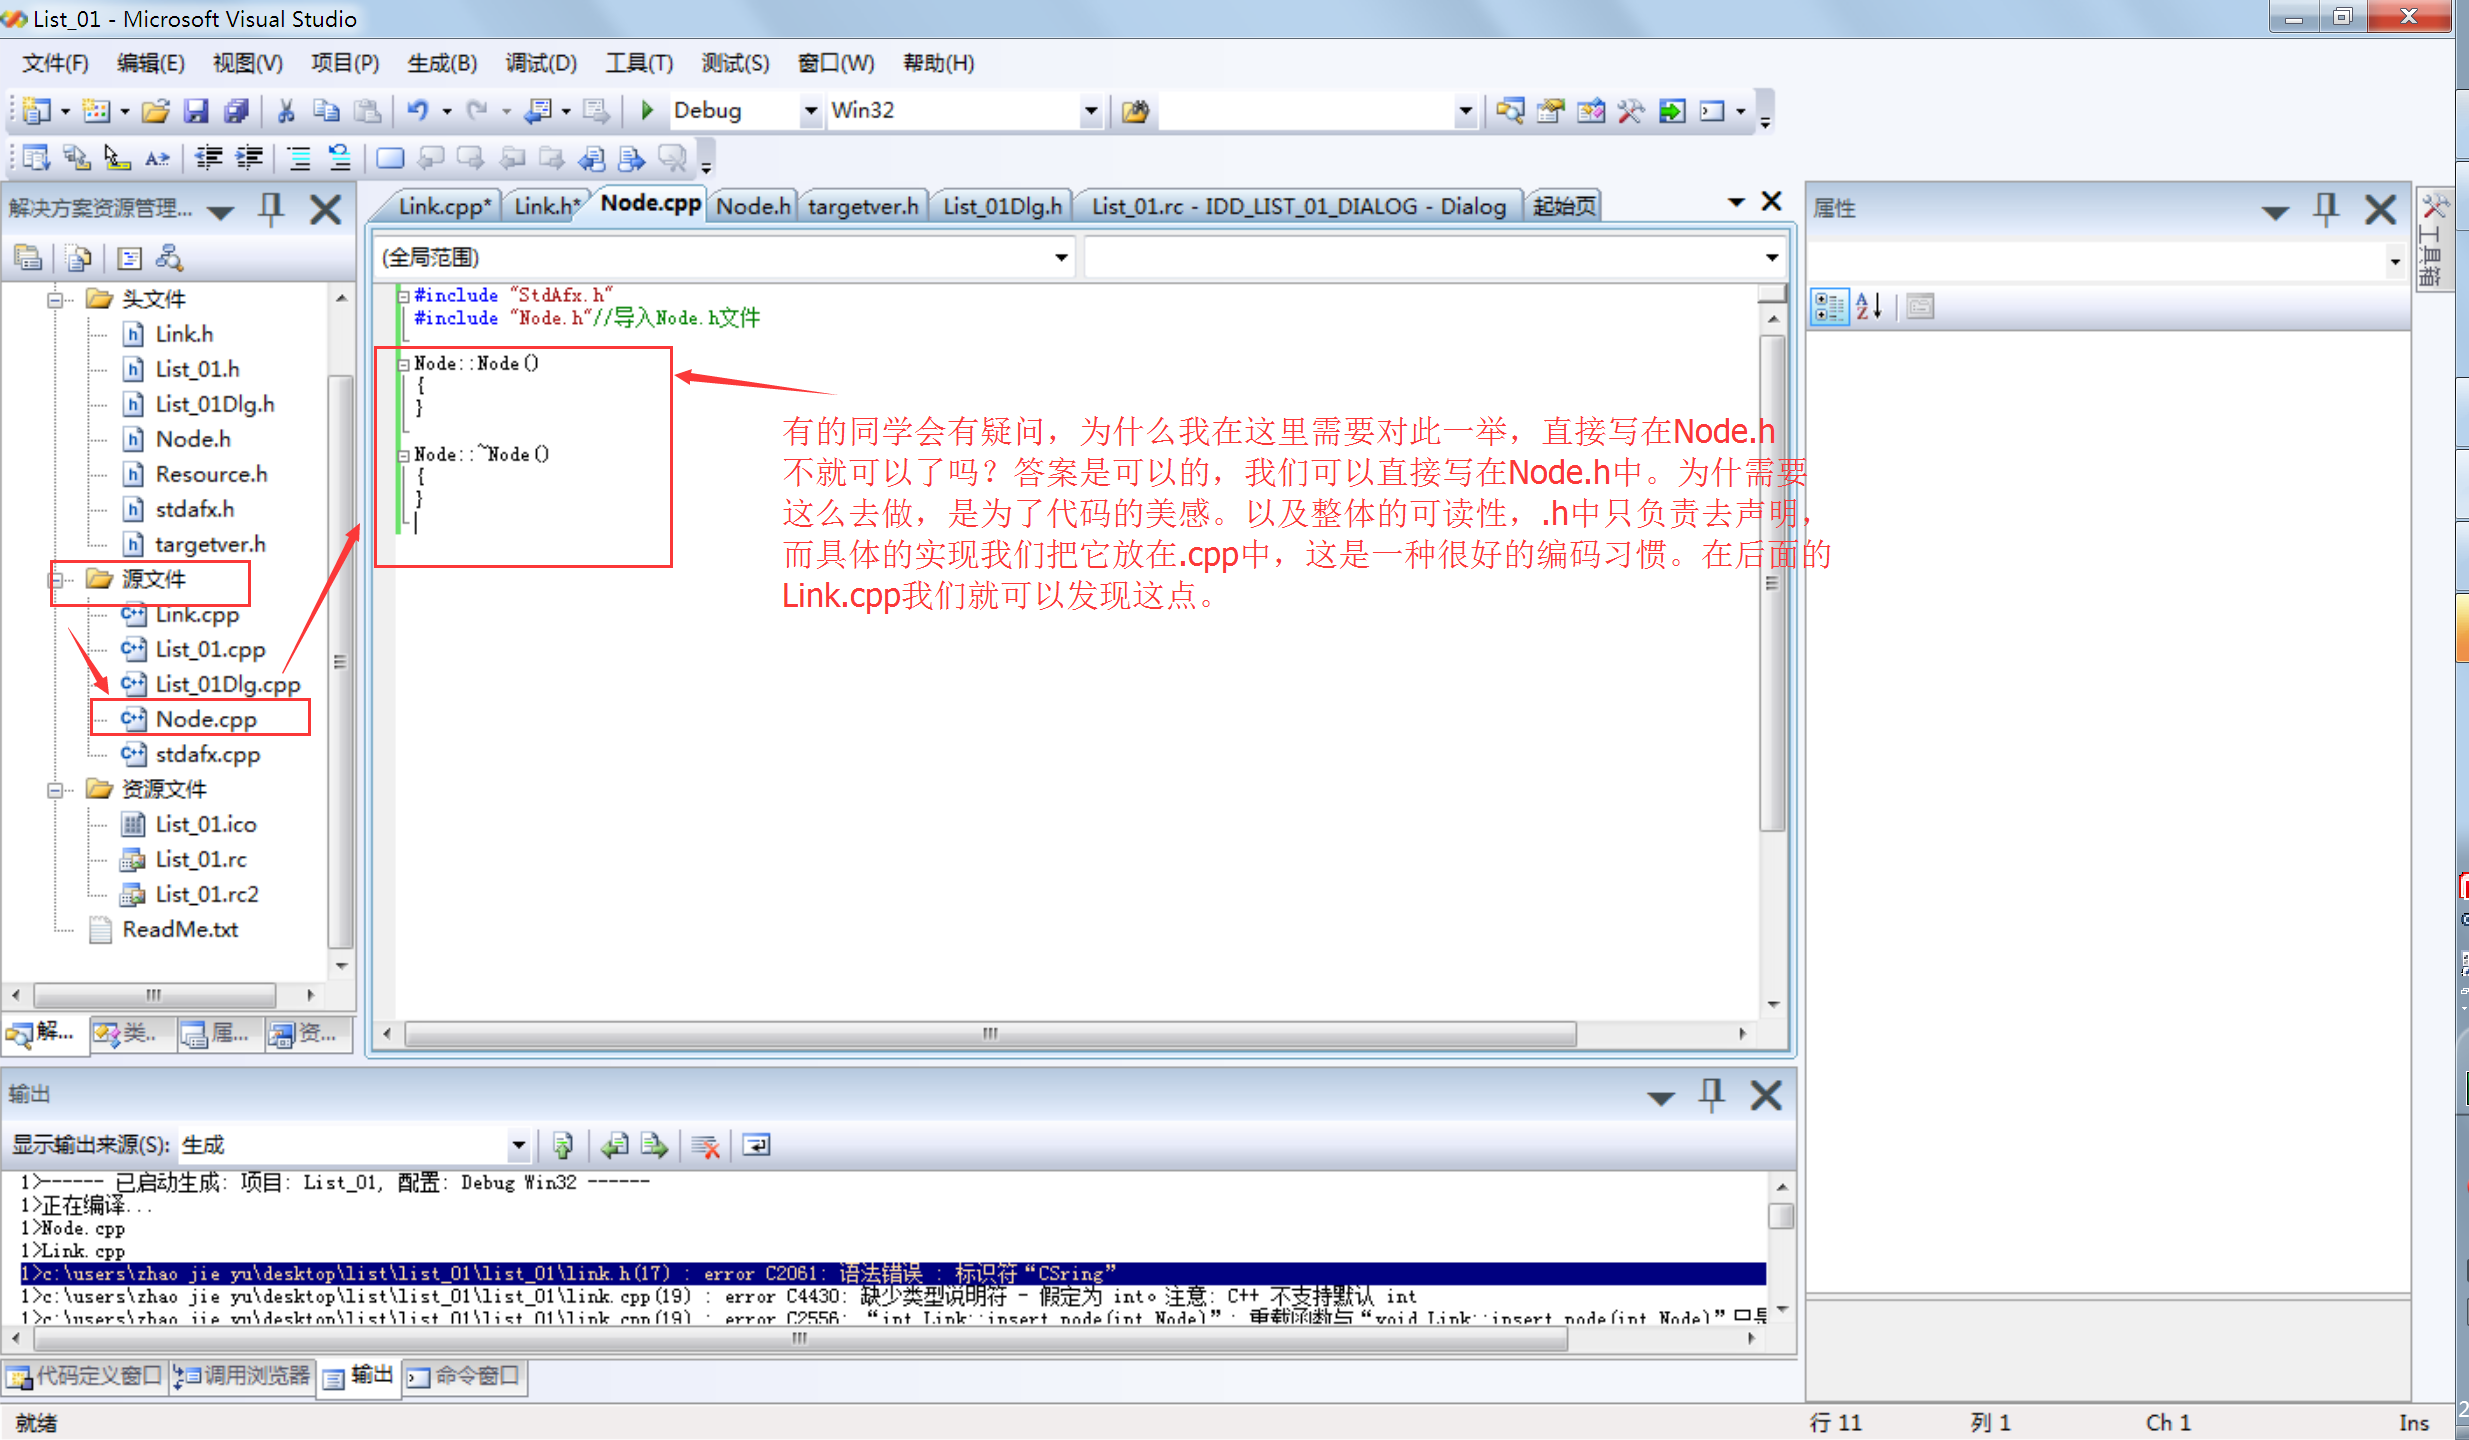 List_01 - Microsoft Visual Studio
文件(F) 编辑(E) 视图(V) 项目(P) 生成(B) 调试(D) 工具(T) 测试(S) 窗口(W) 帮助(H)
Debug Win32
解决方案资源管理...
头文件
Link.h
List_01.h
List_01Dlg.h
Node.h
Resource.h
stdafx.h
targetver.h
源文件
Link.cpp
List_01.cpp
List_01Dlg.cpp
Node.cpp
stdafx.cpp
资源文件
List_01.ico
List_01.rc
List_01.rc2
ReadMe.txt
解... 类.. 属... 资...
Link.cpp* Link.h* Node.cpp Node.h targetver.h List_01Dlg.h List_01.rc - IDD_LIST_01_DIALOG - Dialog 起始页
(全局范围)
#include "StdAfx.h"
#include "Node.h"//导入Node.h文件
Node::Node()
{
}
Node::~Node()
{
}
有的同学会有疑问，为什么我在这里需要对此一举，直接写在Node.h
不就可以了吗？答案是可以的，我们可以直接写在Node.h中。为什需要
这么去做，是为了代码的美感。以及整体的可读性，.h中只负责去声明，
而具体的实现我们把它放在.cpp中，这是一种很好的编码习惯。在后面的
Link.cpp我们就可以发现这点。
属性
工具箱
输出
显示输出来源(S): 生成
1>------ 已启动生成: 项目: List_01, 配置: Debug Win32 ------
1>正在编译...
1>Node.cpp
1>Link.cpp
1>c:\users\zhao jie yu\desktop\list\list_01\list_01\link.h(17) : error C2061: 语法错误 : 标识符“CSring”
1>c:\users\zhao jie yu\desktop\list\list_01\list_01\link.cpp(19) : error C4430: 缺少类型说明符 - 假定为 int。注意: C++ 不支持默认 int
1>c:\users\zhao jie yu\desktop\list\list_01\list_01\link.cpp(19) : error C2556: “int Link::insert_node(int,Node)”: 重载函数与“void Link::insert_node(int,Node)”只是
代码定义窗口 调用浏览器 输出 命令窗口
就绪 行 11 列 1 Ch 1 Ins